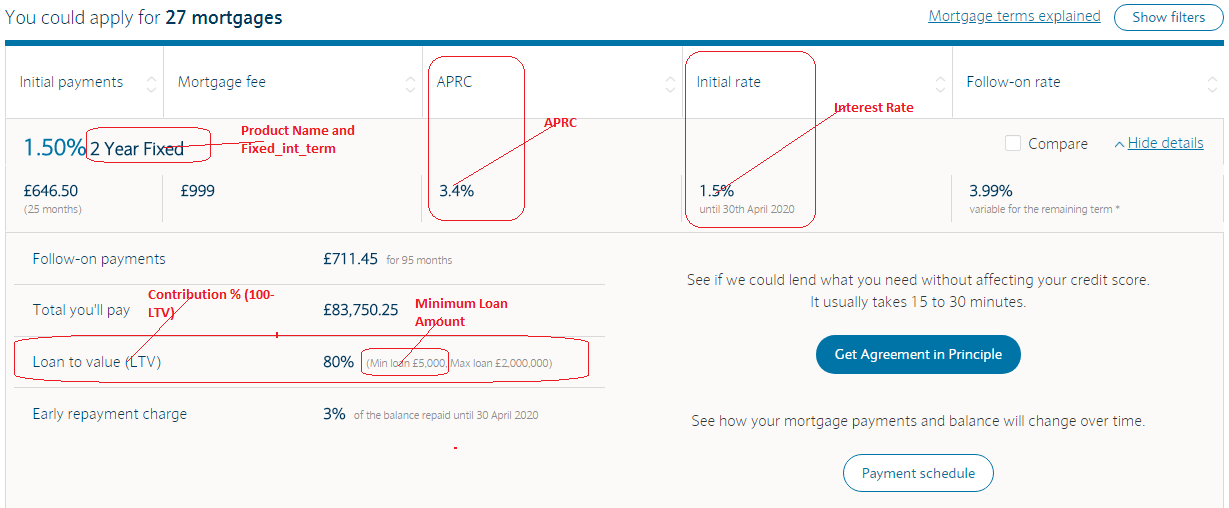 You could apply for 27 mortgages
Mortgage terms explained
Show filters
Initial payments
Mortgage fee
APRC
Initial rate
Follow-on rate
Interest Rate
APRC
Product Name and
Fixed_int_term
1.50% 2 Year Fixed
Compare
Hide details
£646.50
(25 months)
£999
3.4%
1.5%
until 30th April 2020
3.99%
variable for the remaining term *
Follow-on payments
£711.45 for 95 months
Contribution % (100-
LTV)
Minimum Loan
Amount
Total you'll pay
£83,750.25
Loan to value (LTV)
80% (Min loan £5,000, Max loan £2,000,000)
Early repayment charge
3% of the balance repaid until 30 April 2020
See if we could lend what you need without affecting your credit score.
It usually takes 15 to 30 minutes.
Get Agreement in Principle
See how your mortgage payments and balance will change over time.
Payment schedule